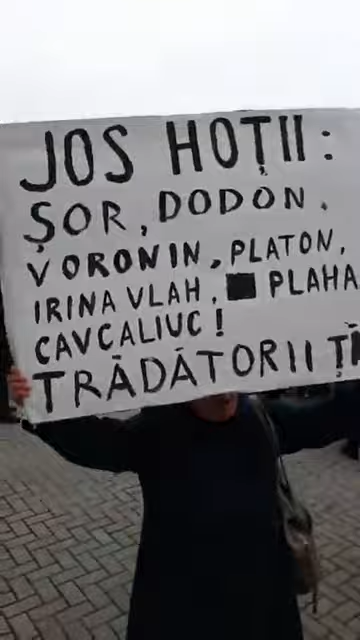 JOS HOȚII:
ȘOR, DODON,
VORONIN, PLATON,
IRINA VLAH, PLAHA
CAVCALIUC!
TRĂDĂTORII